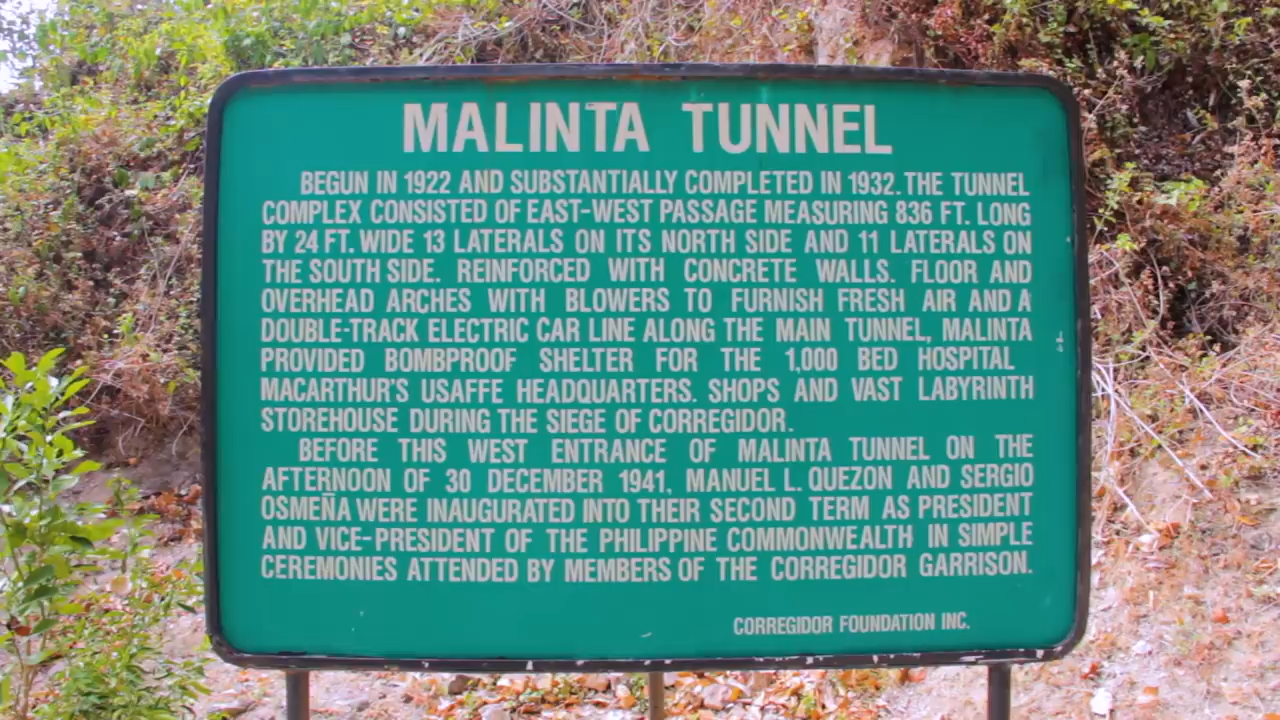 MALINTA TUNNEL
BEGUN IN 1922 AND SUBSTANTIALLY COMPLETED IN 1932. THE TUNNEL
COMPLEX CONSISTED OF EAST-WEST PASSAGE MEASURING 836 FT. LONG
BY 24 FT. WIDE 13 LATERALS ON ITS NORTH SIDE AND 11 LATERALS ON
THE SOUTH SIDE. REINFORCED WITH CONCRETE WALLS. FLOOR AND
OVERHEAD ARCHES WITH BLOWERS TO FURNISH FRESH AIR AND A
DOUBLE-TRACK ELECTRIC CAR LINE ALONG THE MAIN TUNNEL, MALINTA
PROVIDED BOMBPROOF SHELTER FOR THE 1,000 BED HOSPITAL
MACARTHUR'S USAFFE HEADQUARTERS. SHOPS AND VAST LABYRINTH
STOREHOUSE DURING THE SIEGE OF CORREGIDOR.
BEFORE THIS WEST ENTRANCE OF MALINTA TUNNEL ON THE
AFTERNOON OF 30 DECEMBER 1941, MANUEL L. QUEZON AND SERGIO
OSMEÑA WERE INAUGURATED INTO THEIR SECOND TERM AS PRESIDENT
AND VICE-PRESIDENT OF THE PHILIPPINE COMMONWEALTH IN SIMPLE
CEREMONIES ATTENDED BY MEMBERS OF THE CORREGIDOR GARRISON.
CORREGIDOR FOUNDATION INC.